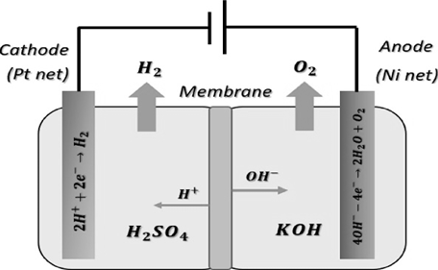 Cathode
(Pt net)
H₂
Membrane
O₂
Anode
(Ni net)
2H⁺ + 2e⁻ → H₂
H⁺
H₂SO₄
OH⁻
KOH
4OH⁻ − 4e⁻ → 2H₂O + O₂